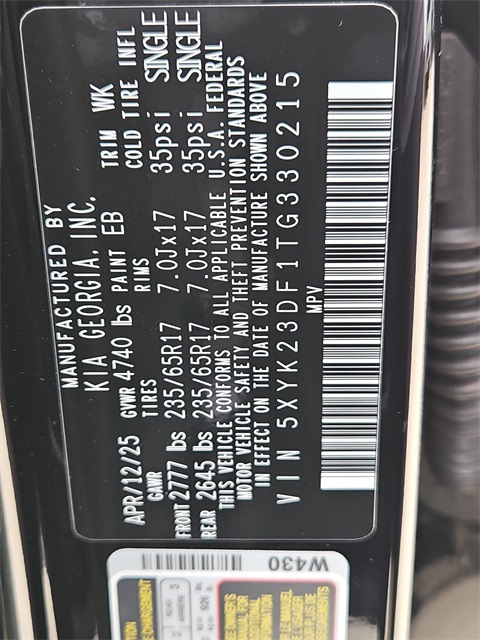 MANUFACTURED BY
KIA GEORGIA, INC.
APR/12/25 GVWR 4740 lbs PAINT EB TRIM WK
GAWR TIRES RIMS COLD TIRE INFL
FRONT 2777 lbs 235/65R17 7.0Jx17 35psi SINGLE
REAR 2645 lbs 235/65R17 7.0Jx17 35psi SINGLE
THIS VEHICLE CONFORMS TO ALL APPLICABLE U.S.A. FEDERAL
MOTOR VEHICLE SAFETY AND THEFT PREVENTION STANDARDS
IN EFFECT ON THE DATE OF MANUFACTURE SHOWN ABOVE
VIN 5XYK23DF1TG330215
MPV
W430